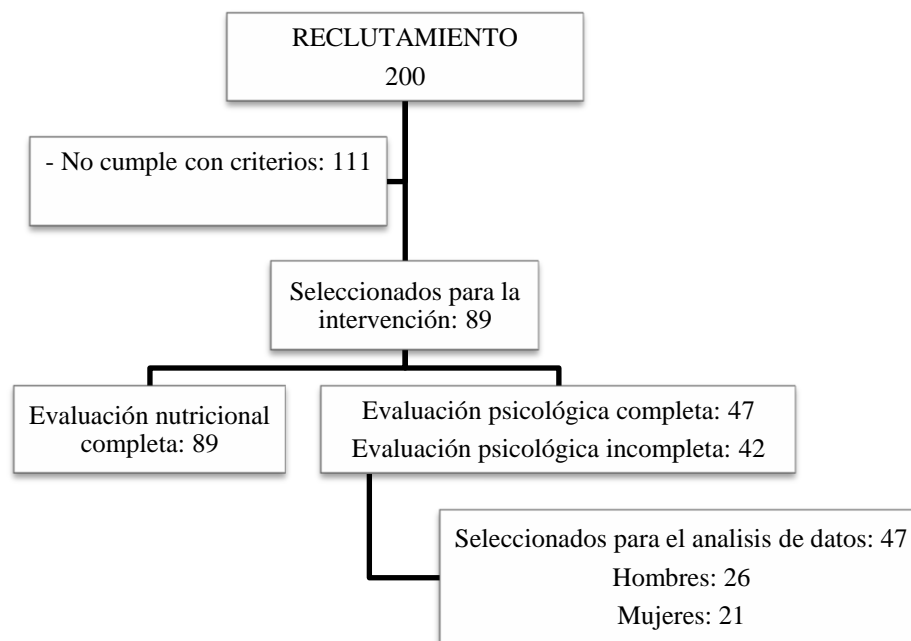 RECLUTAMIENTO
200
- No cumple con criterios: 111
Seleccionados para la
intervención: 89
Evaluación nutricional
completa: 89
Evaluación psicológica completa: 47
Evaluación psicológica incompleta: 42
Seleccionados para el analisis de datos: 47
Hombres: 26
Mujeres: 21